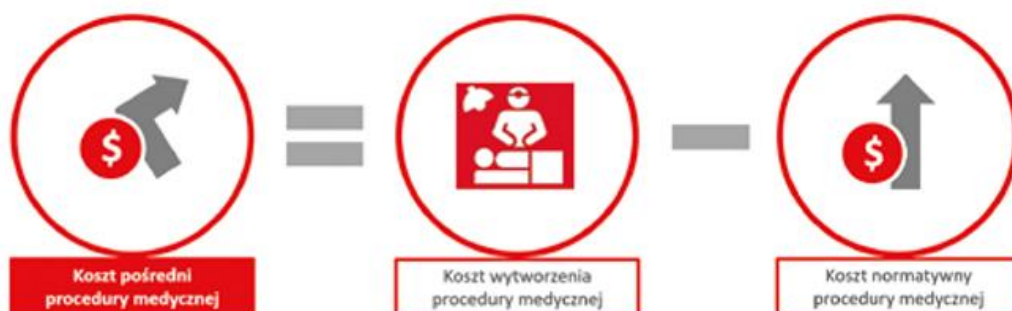 $
$
Koszt pośredni
procedury medycznej
Koszt wytworzenia
procedury medycznej
Koszt normatywny
procedury medycznej